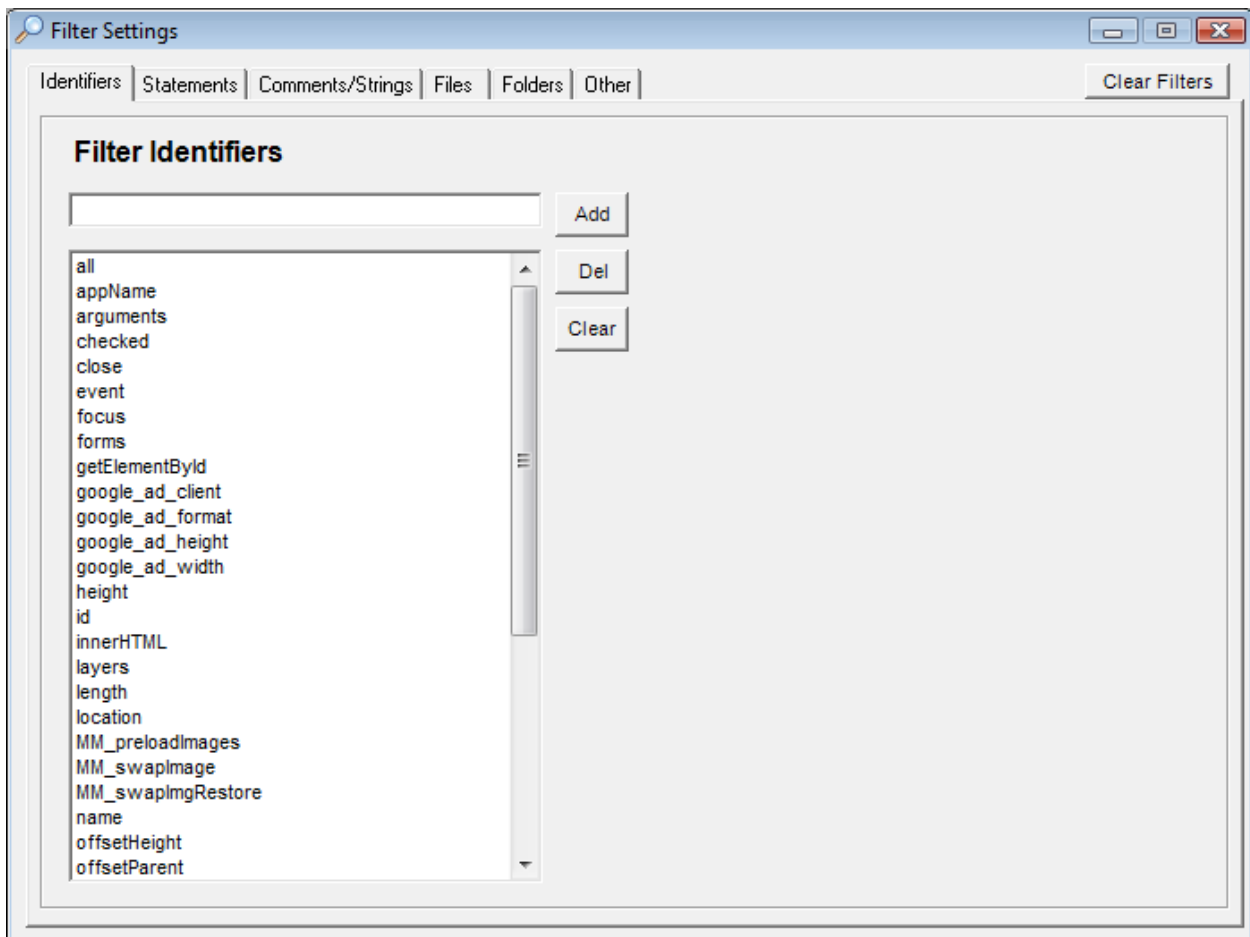 Filter Settings
Identifiers Statements Comments/Strings Files Folders Other Clear Filters
Filter Identifiers
Add
all
Del
appName
arguments
Clear
checked
close
event
focus
forms
getElementById
google_ad_client
google_ad_format
google_ad_height
google_ad_width
height
id
innerHTML
layers
length
location
MM_preloadImages
MM_swapImage
MM_swapImgRestore
name
offsetHeight
offsetParent